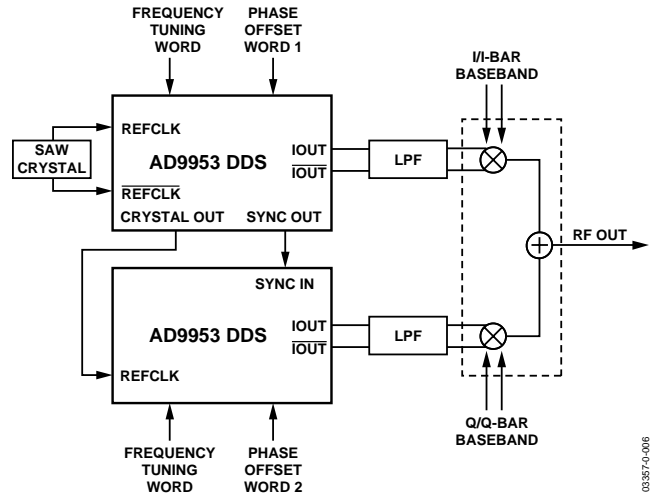 FREQUENCY
TUNING
WORD
PHASE
OFFSET
WORD 1
I/I-BAR
BASEBAND
REFCLK
SAW
CRYSTAL
AD9953 DDS
IOUT
IOUT
LPF
REFCLK
CRYSTAL OUT
SYNC OUT
RF OUT
SYNC IN
AD9953 DDS
IOUT
IOUT
LPF
REFCLK
FREQUENCY
TUNING
WORD
PHASE
OFFSET
WORD 2
Q/Q-BAR
BASEBAND
03357-0-006